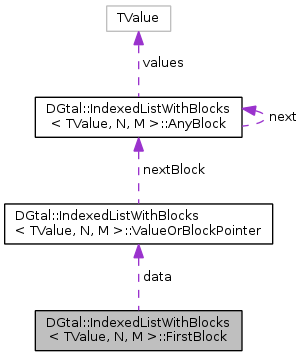 TValue
values
DGtal::IndexedListWithBlocks
< TValue, N, M >::AnyBlock
next
nextBlock
DGtal::IndexedListWithBlocks
< TValue, N, M >::ValueOrBlockPointer
data
DGtal::IndexedListWithBlocks
< TValue, N, M >::FirstBlock